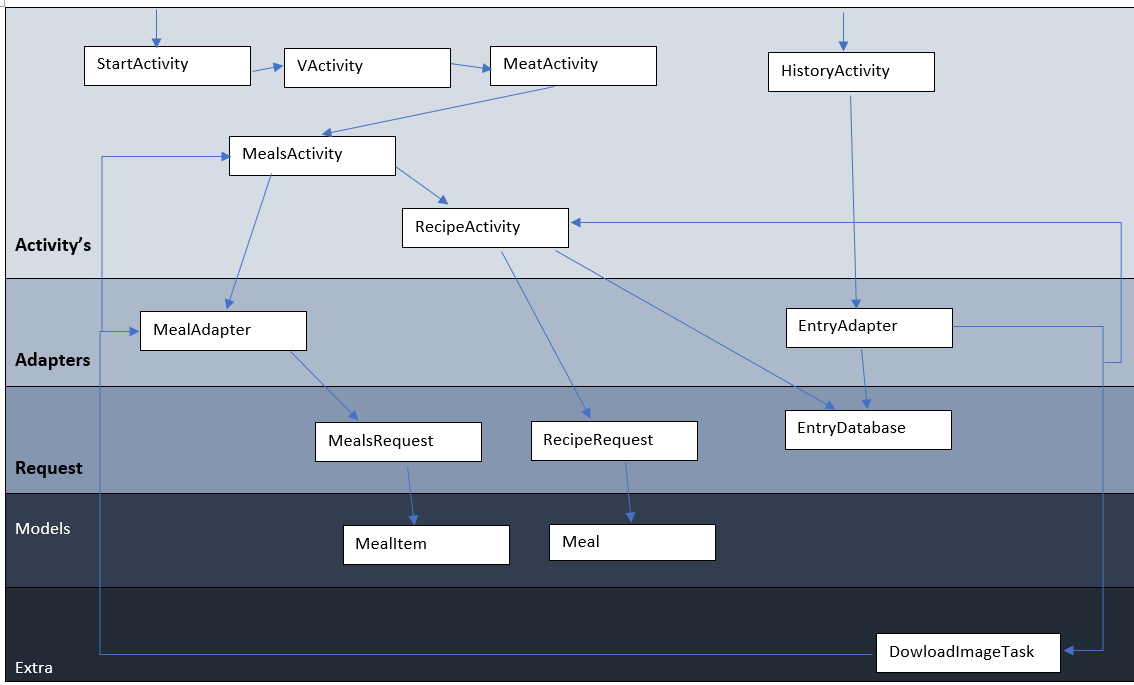 StartActivity
VActivity
MeatActivity
HistoryActivity
MealsActivity
RecipeActivity
Activity’s
MealAdapter
EntryAdapter
Adapters
EntryDatabase
MealsRequest
RecipeRequest
Request
Models
MealItem
Meal
DowloadImageTask
Extra